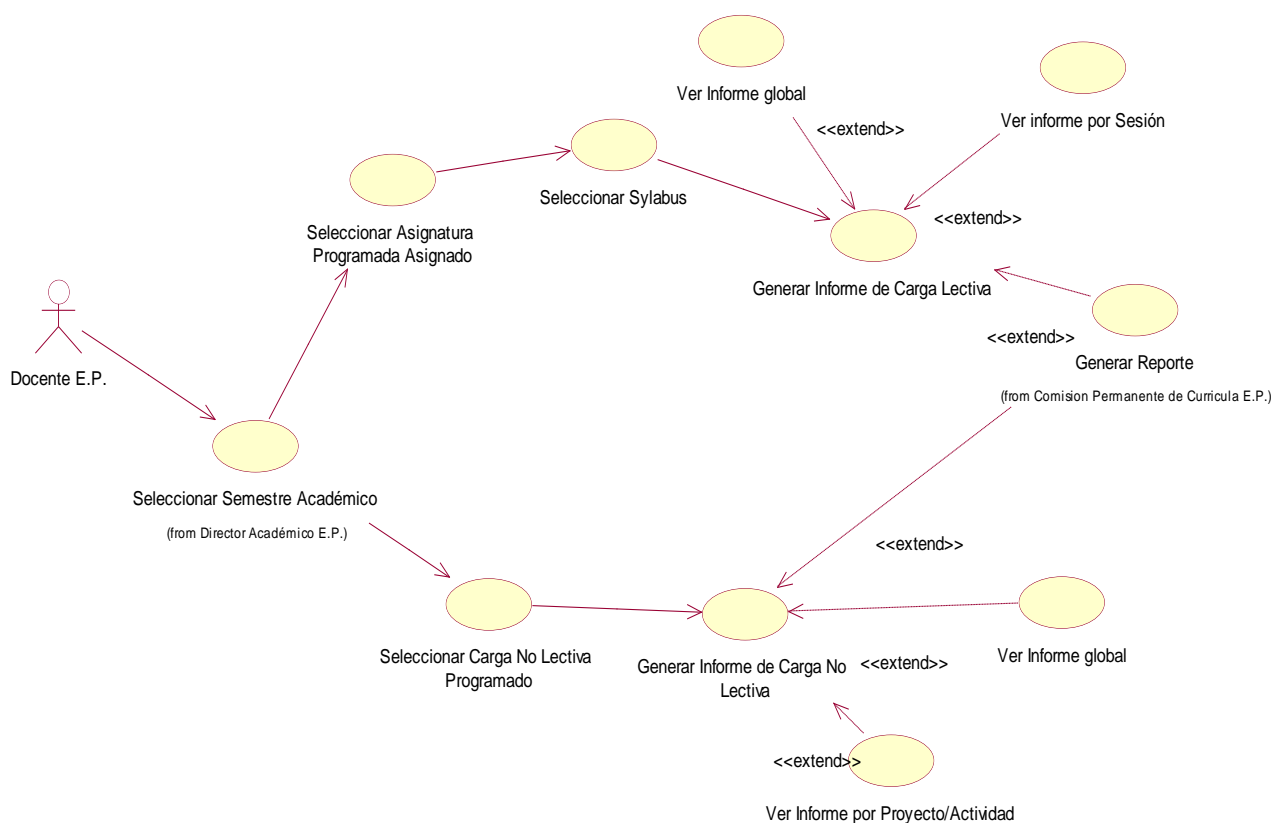 Ver Informe global
<<extend>>
Ver informe por Sesión
Seleccionar Sylabus
<<extend>>
Seleccionar Asignatura
Programada Asignado
Generar Informe de Carga Lectiva
<<extend>>
Generar Reporte
(from Comision Permanente de Curricula E.P.)
Docente E.P.
Seleccionar Semestre Académico
(from Director Académico E.P.)
<<extend>>
Seleccionar Carga No Lectiva
Programado
Generar Informe de Carga No
Lectiva
<<extend>>
Ver Informe global
<<extend>>
Ver Informe por Proyecto/Actividad